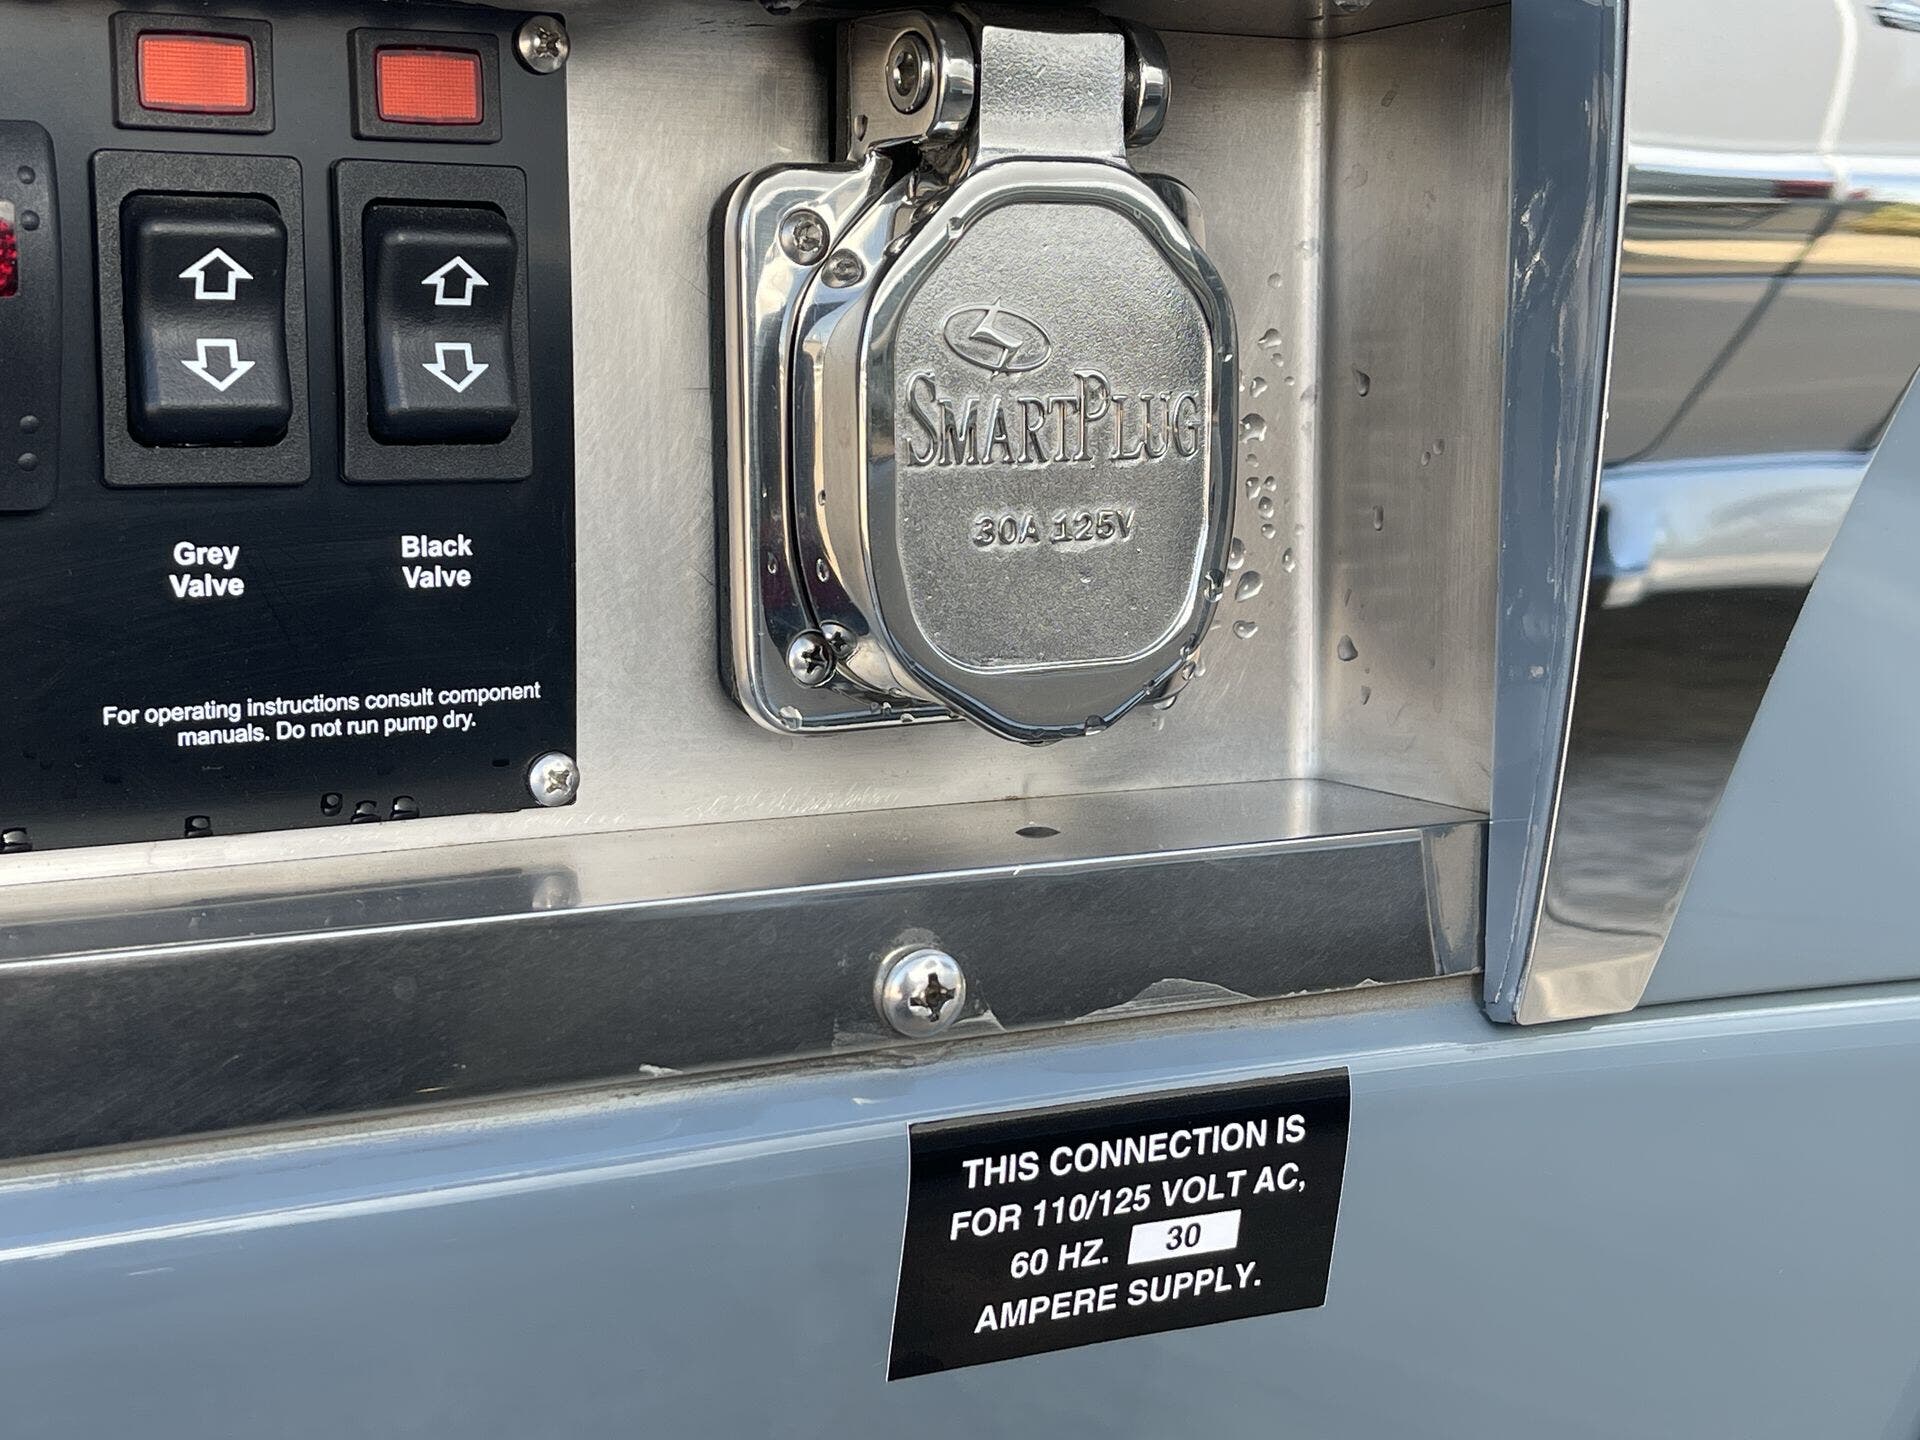 Grey
Valve
Black
Valve
For operating instructions consult component
manuals. Do not run pump dry.
SMARTPLUG
30A 125V
THIS CONNECTION IS
FOR 110/125 VOLT AC,
60 HZ. 30
AMPERE SUPPLY.